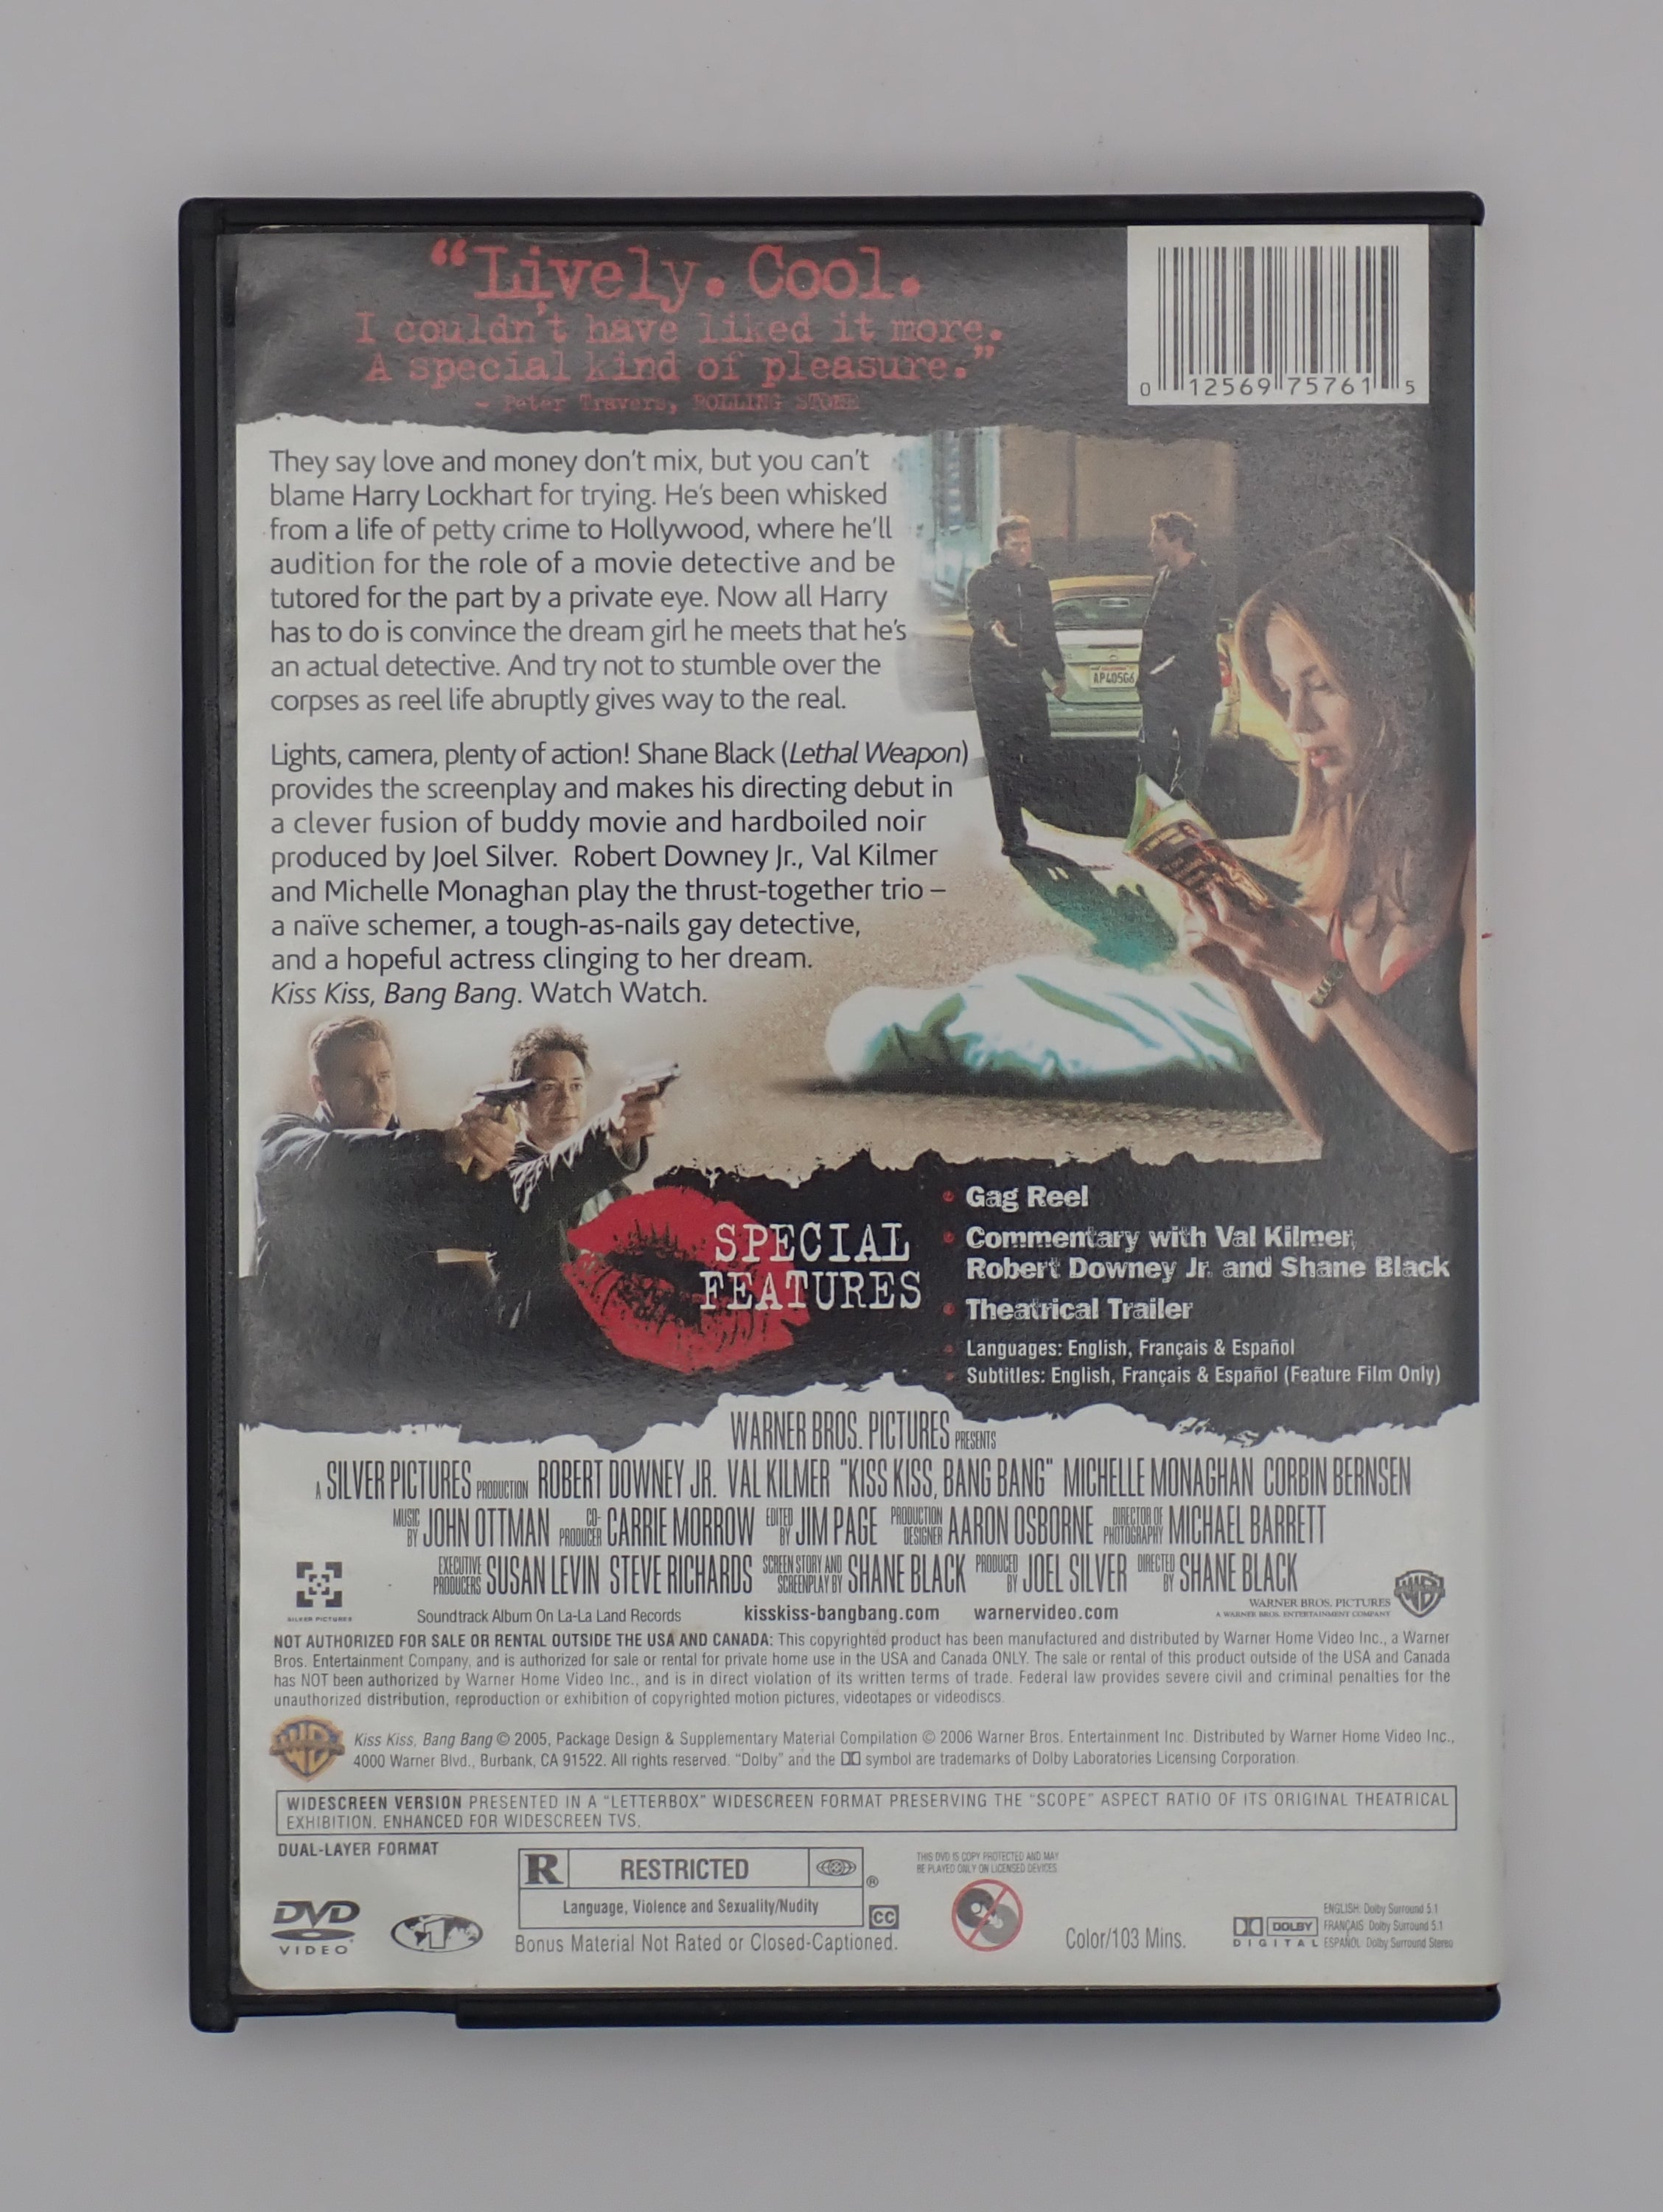 “Lively. Cool.
I couldn't have liked it more.
A special kind of pleasure.”
– Peter Travers, ROLLING STONE
0 12569 75761 5
They say love and money don't mix, but you can't
blame Harry Lockhart for trying. He's been whisked
from a life of petty crime to Hollywood, where he'll
audition for the role of a movie detective and be
tutored for the part by a private eye. Now all Harry
has to do is convince the dream girl he meets that he's
an actual detective. And try not to stumble over the
corpses as reel life abruptly gives way to the real.
Lights, camera, plenty of action! Shane Black (Lethal Weapon)
provides the screenplay and makes his directing debut in
a clever fusion of buddy movie and hardboiled noir
produced by Joel Silver. Robert Downey Jr., Val Kilmer
and Michelle Monaghan play the thrust-together trio –
a naïve schemer, a tough-as-nails gay detective,
and a hopeful actress clinging to her dream.
Kiss Kiss, Bang Bang. Watch Watch.
SPECIAL
FEATURES
• Gag Reel
• Commentary with Val Kilmer,
Robert Downey Jr. and Shane Black
• Theatrical Trailer
• Languages: English, Français & Español
• Subtitles: English, Français & Español (Feature Film Only)
WARNER BROS. PICTURES PRESENTS
A SILVER PICTURES PRODUCTION ROBERT DOWNEY JR. VAL KILMER "KISS KISS, BANG BANG" MICHELLE MONAGHAN CORBIN BERNSEN
MUSIC BY JOHN OTTMAN CO-PRODUCER CARRIE MORROW EDITED BY JIM PAGE PRODUCTION DESIGNER AARON OSBORNE DIRECTOR OF PHOTOGRAPHY MICHAEL BARRETT
EXECUTIVE PRODUCERS SUSAN LEVIN STEVE RICHARDS SCREEN STORY AND SCREENPLAY BY SHANE BLACK PRODUCED BY JOEL SILVER DIRECTED BY SHANE BLACK
SILVER PICTURES
Soundtrack Album On La-La Land Records kisskiss-bangbang.com warnervideo.com
WARNER BROS. PICTURES
A WARNER BROS. ENTERTAINMENT COMPANY
NOT AUTHORIZED FOR SALE OR RENTAL OUTSIDE THE USA AND CANADA: This copyrighted product has been manufactured and distributed by Warner Home Video Inc., a Warner
Bros. Entertainment Company, and is authorized for sale or rental for private home use in the USA and Canada ONLY. The sale or rental of this product outside of the USA and Canada
has NOT been authorized by Warner Home Video Inc., and is in direct violation of its written terms of trade. Federal law provides severe civil and criminal penalties for the
unauthorized distribution, reproduction or exhibition of copyrighted motion pictures, videotapes or videodiscs.
Kiss Kiss, Bang Bang © 2005, Package Design & Supplementary Material Compilation © 2006 Warner Bros. Entertainment Inc. Distributed by Warner Home Video Inc.,
4000 Warner Blvd., Burbank, CA 91522. All rights reserved. “Dolby” and the DD symbol are trademarks of Dolby Laboratories Licensing Corporation.
WIDESCREEN VERSION PRESENTED IN A “LETTERBOX” WIDESCREEN FORMAT PRESERVING THE “SCOPE” ASPECT RATIO OF ITS ORIGINAL THEATRICAL
EXHIBITION. ENHANCED FOR WIDESCREEN TVS.
DUAL-LAYER FORMAT
DVD
VIDEO
1
R RESTRICTED ®
Language, Violence and Sexuality/Nudity
CC
Bonus Material Not Rated or Closed-Captioned.
THIS DVD IS COPY PROTECTED AND MAY
BE PLAYED ONLY ON LICENSED DEVICES
Color/103 Mins.
DOLBY
DIGITAL
ENGLISH: Dolby Surround 5.1
FRANÇAIS: Dolby Surround 5.1
ESPAÑOL: Dolby Surround Stereo